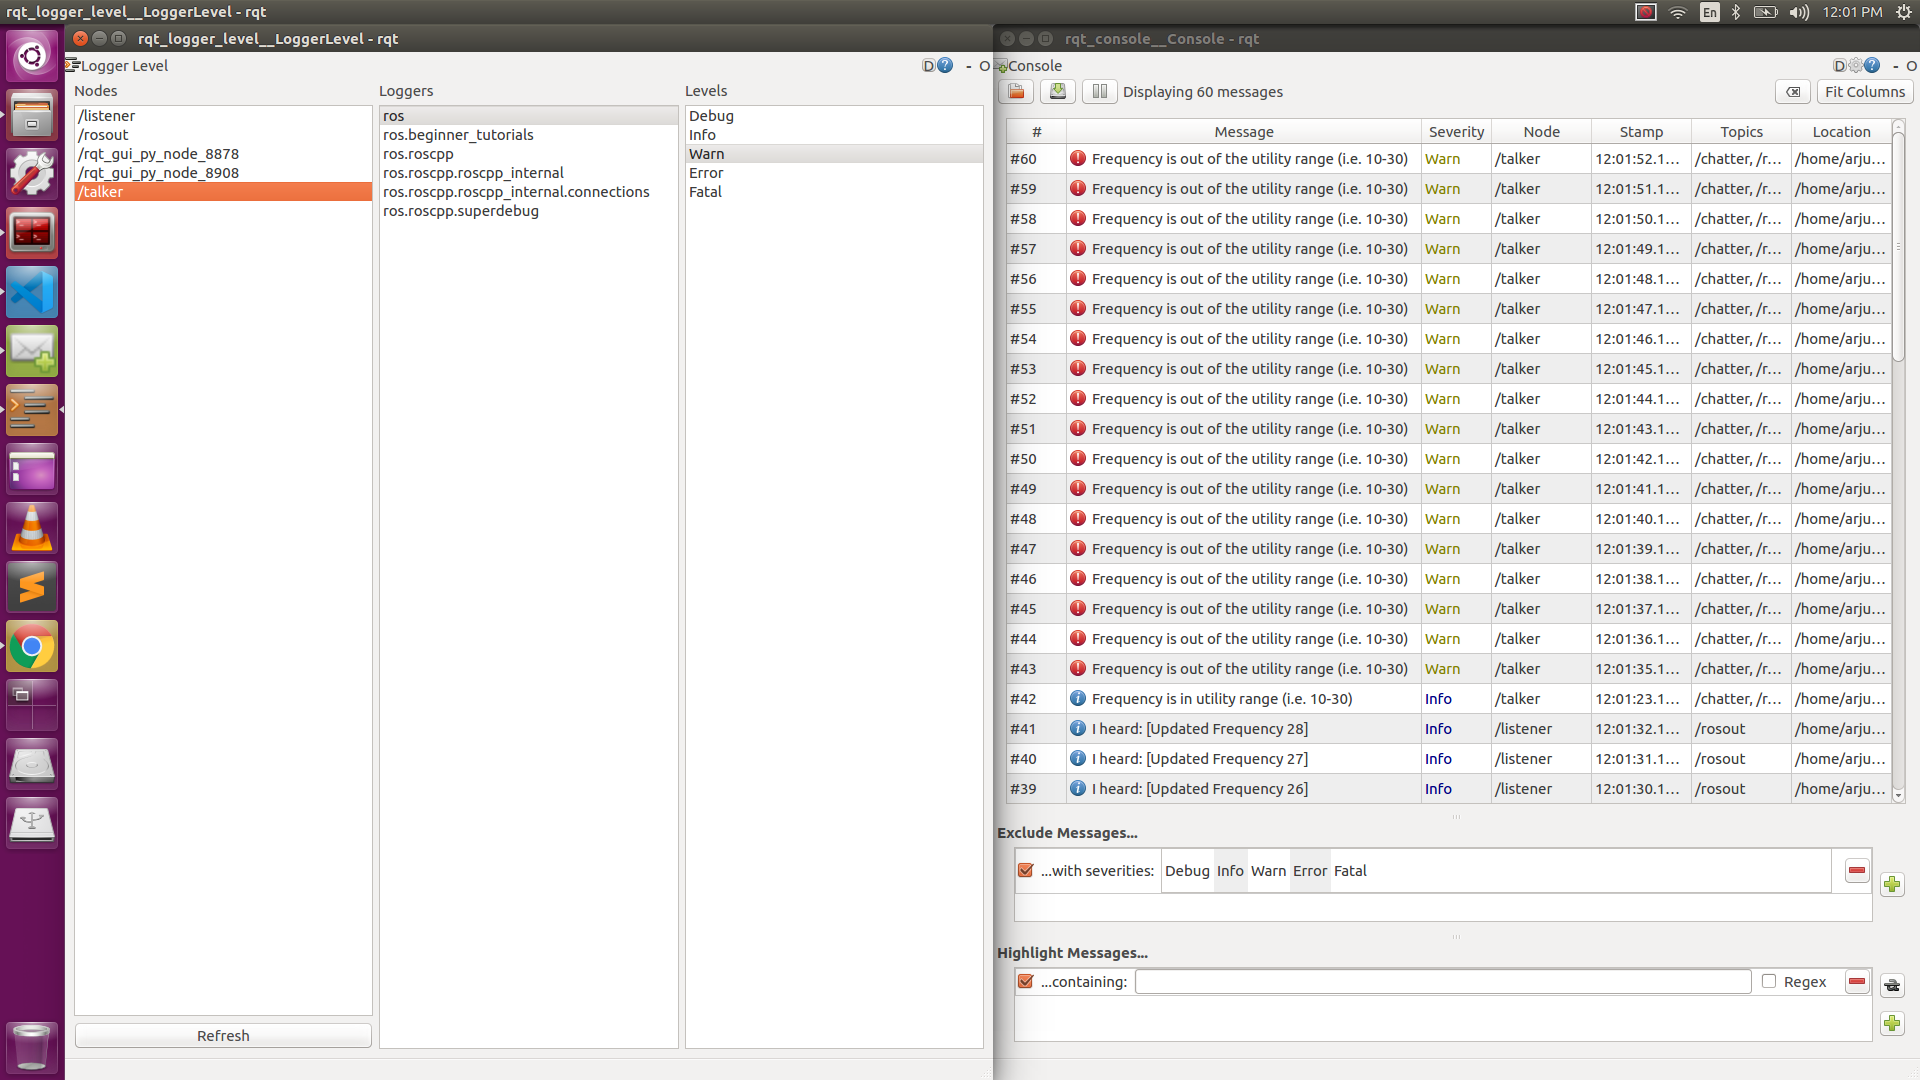 rqt_logger_level__LoggerLevel - rqt
En
12:01 PM
rqt_logger_level__LoggerLevel - rqt
Logger Level
D
?
- O
Nodes
/listener
/rosout
/rqt_gui_py_node_8878
/rqt_gui_py_node_8908
/talker
Refresh
Loggers
ros
ros.beginner_tutorials
ros.roscpp
ros.roscpp.roscpp_internal
ros.roscpp.roscpp_internal.connections
ros.roscpp.superdebug
Levels
Debug
Info
Warn
Error
Fatal
rqt_console__Console - rqt
Console
D
?
- O
Displaying 60 messages
Fit Columns
# Message Severity Node Stamp Topics Location
#60 Frequency is out of the utility range (i.e. 10-30) Warn /talker 12:01:52.1... /chatter, /r... /home/arju...
#59 Frequency is out of the utility range (i.e. 10-30) Warn /talker 12:01:51.1... /chatter, /r... /home/arju...
#58 Frequency is out of the utility range (i.e. 10-30) Warn /talker 12:01:50.1... /chatter, /r... /home/arju...
#57 Frequency is out of the utility range (i.e. 10-30) Warn /talker 12:01:49.1... /chatter, /r... /home/arju...
#56 Frequency is out of the utility range (i.e. 10-30) Warn /talker 12:01:48.1... /chatter, /r... /home/arju...
#55 Frequency is out of the utility range (i.e. 10-30) Warn /talker 12:01:47.1... /chatter, /r... /home/arju...
#54 Frequency is out of the utility range (i.e. 10-30) Warn /talker 12:01:46.1... /chatter, /r... /home/arju...
#53 Frequency is out of the utility range (i.e. 10-30) Warn /talker 12:01:45.1... /chatter, /r... /home/arju...
#52 Frequency is out of the utility range (i.e. 10-30) Warn /talker 12:01:44.1... /chatter, /r... /home/arju...
#51 Frequency is out of the utility range (i.e. 10-30) Warn /talker 12:01:43.1... /chatter, /r... /home/arju...
#50 Frequency is out of the utility range (i.e. 10-30) Warn /talker 12:01:42.1... /chatter, /r... /home/arju...
#49 Frequency is out of the utility range (i.e. 10-30) Warn /talker 12:01:41.1... /chatter, /r... /home/arju...
#48 Frequency is out of the utility range (i.e. 10-30) Warn /talker 12:01:40.1... /chatter, /r... /home/arju...
#47 Frequency is out of the utility range (i.e. 10-30) Warn /talker 12:01:39.1... /chatter, /r... /home/arju...
#46 Frequency is out of the utility range (i.e. 10-30) Warn /talker 12:01:38.1... /chatter, /r... /home/arju...
#45 Frequency is out of the utility range (i.e. 10-30) Warn /talker 12:01:37.1... /chatter, /r... /home/arju...
#44 Frequency is out of the utility range (i.e. 10-30) Warn /talker 12:01:36.1... /chatter, /r... /home/arju...
#43 Frequency is out of the utility range (i.e. 10-30) Warn /talker 12:01:35.1... /chatter, /r... /home/arju...
#42 Frequency is in utility range (i.e. 10-30) Info /talker 12:01:23.1... /chatter, /r... /home/arju...
#41 I heard: [Updated Frequency 28] Info /listener 12:01:32.1... /rosout /home/arju...
#40 I heard: [Updated Frequency 27] Info /listener 12:01:31.1... /rosout /home/arju...
#39 I heard: [Updated Frequency 26] Info /listener 12:01:30.1... /rosout /home/arju...
Exclude Messages...
...with severities: Debug Info Warn Error Fatal
Highlight Messages...
...containing: Regex